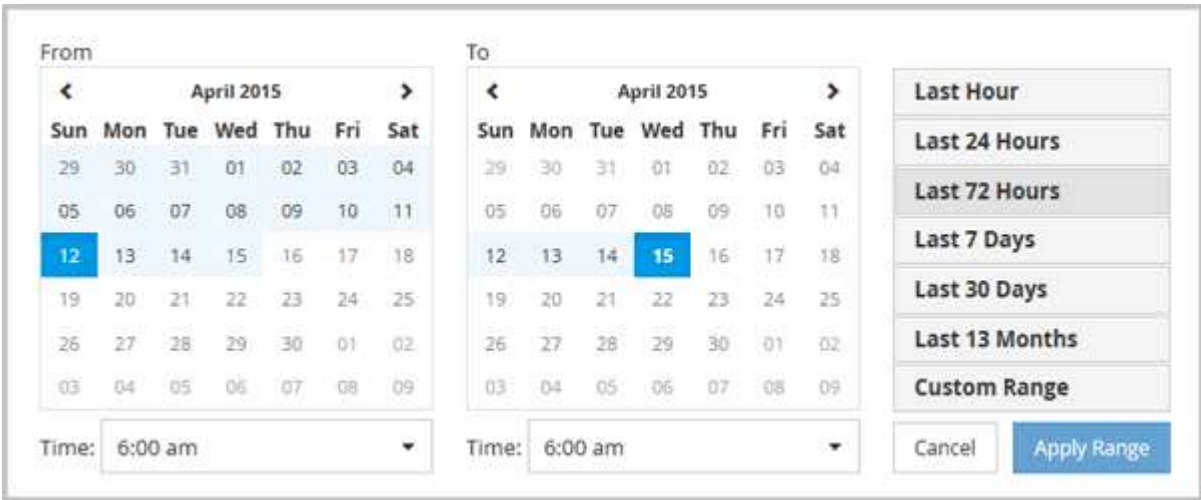 From
April 2015
Sun Mon Tue Wed Thu Fri Sat
29 30 31 01 02 03 04
05 06 07 08 09 10 11
12 13 14 15 16 17 18
19 20 21 22 23 24 25
26 27 28 29 30 01 02
03 04 05 06 07 08 09
Time: 6:00 am
To
April 2015
Sun Mon Tue Wed Thu Fri Sat
29 30 31 01 02 03 04
05 06 07 08 09 10 11
12 13 14 15 16 17 18
19 20 21 22 23 24 25
26 27 28 29 30 01 02
03 04 05 06 07 08 09
Time: 6:00 am
Last Hour
Last 24 Hours
Last 72 Hours
Last 7 Days
Last 30 Days
Last 13 Months
Custom Range
Cancel Apply Range